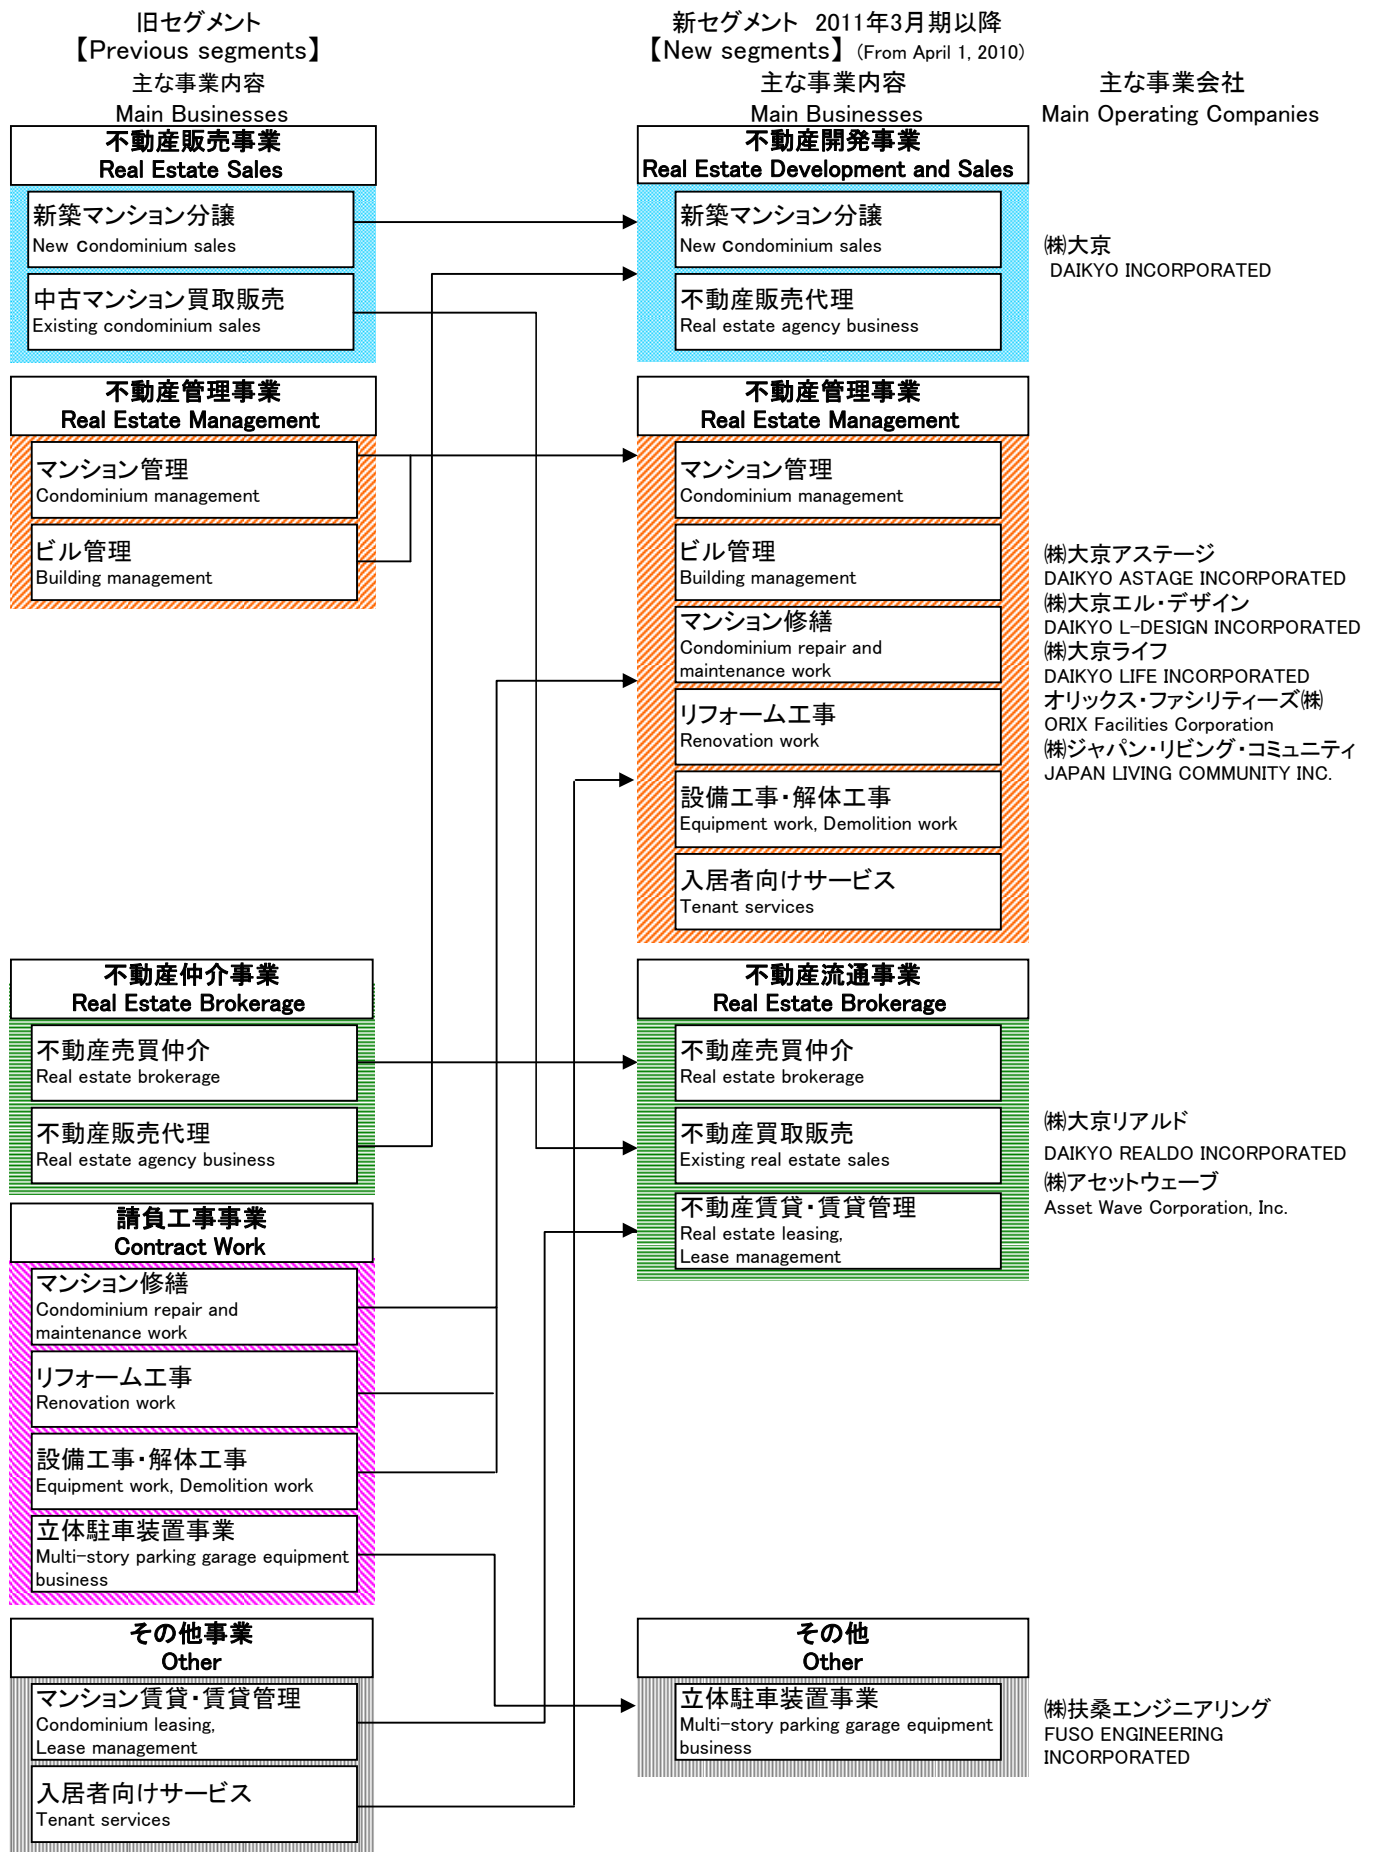 旧セグメント
【Previous segments】
主な事業内容
Main Businesses
不動産販売事業
Real Estate Sales
新築マンション分譲
New condominium sales
中古マンション買取販売
Existing condominium sales
不動産管理事業
Real Estate Management
マンション管理
Condominium management
ビル管理
Building management
不動産仲介事業
Real Estate Brokerage
不動産売買仲介
Real estate brokerage
不動産販売代理
Real estate agency business
請負工事事業
Contract Work
マンション修繕
Condominium repair and
maintenance work
リフォーム工事
Renovation work
設備工事・解体工事
Equipment work, Demolition work
立体駐車装置事業
Multi-story parking garage equipment
business
その他事業
Other
マンション賃貸・賃貸管理
Condominium leasing,
Lease management
入居者向けサービス
Tenant services
新セグメント 2011年3月期以降
【New segments】 (From April 1, 2010)
主な事業内容
Main Businesses
不動産開発事業
Real Estate Development and Sales
新築マンション分譲
New condominium sales
不動産販売代理
Real estate agency business
不動産管理事業
Real Estate Management
マンション管理
Condominium management
ビル管理
Building management
マンション修繕
Condominium repair and
maintenance work
リフォーム工事
Renovation work
設備工事・解体工事
Equipment work, Demolition work
入居者向けサービス
Tenant services
不動産流通事業
Real Estate Brokerage
不動産売買仲介
Real estate brokerage
不動産買取販売
Existing real estate sales
不動産賃貸・賃貸管理
Real estate leasing,
Lease management
その他
Other
立体駐車装置事業
Multi-story parking garage equipment
business
主な事業会社
Main Operating Companies
㈱大京
DAIKYO INCORPORATED
㈱大京アステージ
DAIKYO ASTAGE INCORPORATED
㈱大京エル・デザイン
DAIKYO L-DESIGN INCORPORATED
㈱大京ライフ
DAIKYO LIFE INCORPORATED
オリックス・ファシリティーズ㈱
ORIX Facilities Corporation
㈱ジャパン・リビング・コミュニティ
JAPAN LIVING COMMUNITY INC.
㈱大京リアルド
DAIKYO REALDO INCORPORATED
㈱アセットウェーブ
Asset Wave Corporation, Inc.
㈱扶桑エンジニアリング
FUSO ENGINEERING
INCORPORATED